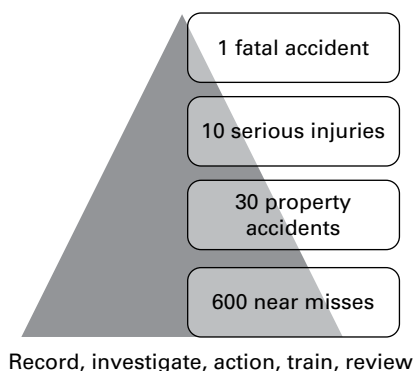 1 fatal accident
10 serious injuries
30 property
accidents
600 near misses
Record, investigate, action, train, review